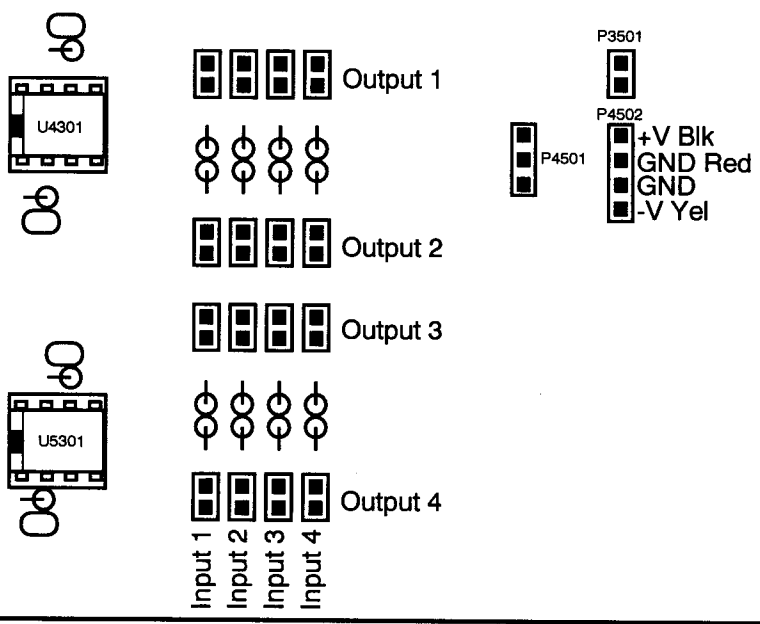 P3501
Output 1
U4301
P4502
+V Blk
P4501
GND Red
GND
-V Yel
Output 2
Output 3
U5301
Output 4
Input 1
Input 2
Input 3
Input 4